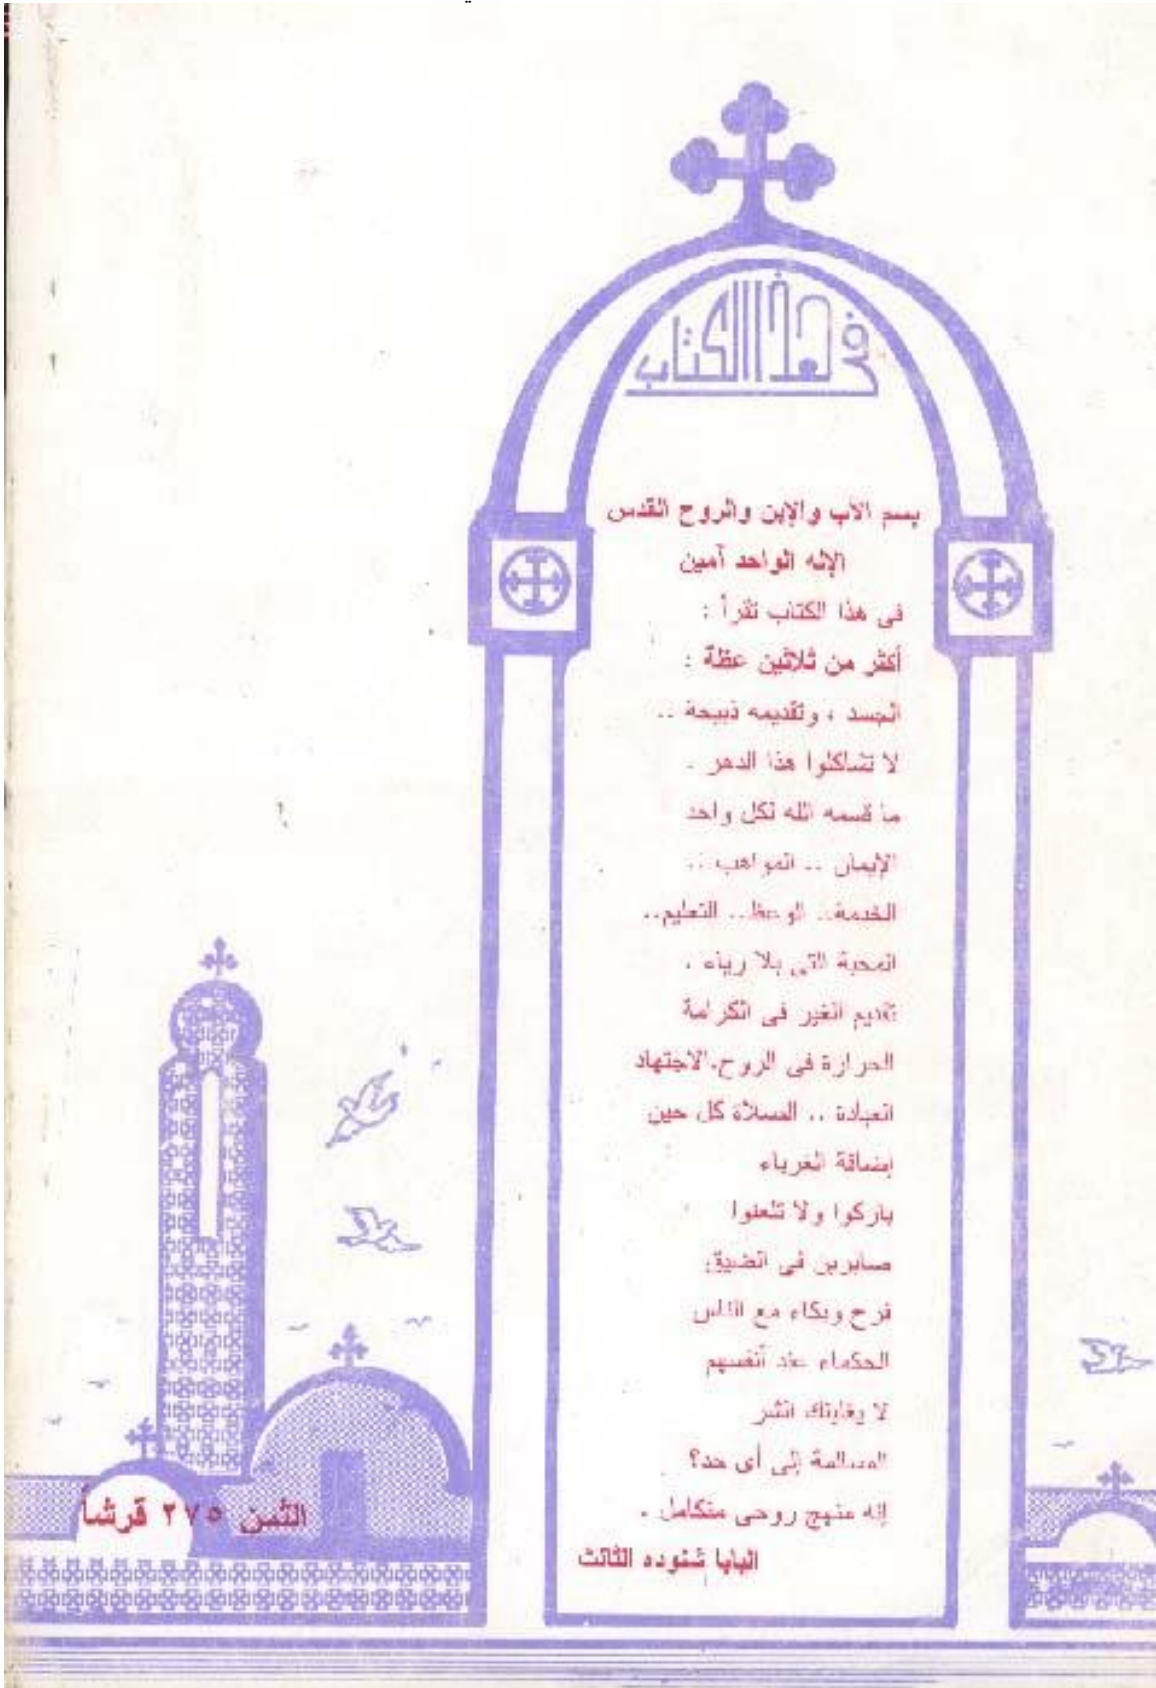 فى هذا الكتاب
بسم الآب والإبن والروح القدس
الإله الواحد آمين
فى هذا الكتاب تقرأ :
أكثر من ثلاثين عظة :
الجسد ، وتقديمه ذبيحة ..
لا تشاكلوا هذا الدهر .
ما قسمه الله لكل واحد
الإيمان .. المواهب ..
الخدمة.. الوعظ.. التعليم..
المحبة التى بلا رياء .
تقديم الغير فى الكرامة
الحرارة فى الروح.الاجتهاد
العبادة .. الصلاة كل حين
إضافة الغرباء
باركوا ولا تلعنوا
صابرين فى الضيق
فرح وبكاء مع الناس
الحكماء عند أنفسهم
لا يغلبنك الشر
المسالمة إلى أى حد؟
إنه منهج روحى متكامل .
البابا شنوده الثالث
الثمن ٢٧٥ قرشاً